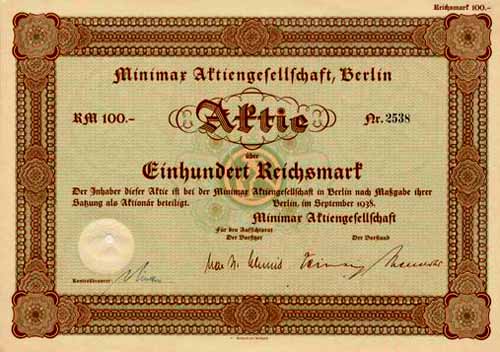 Reichsmark 100.-
Minimax Aktiengesellschaft, Berlin
RM 100.- Aktie Nr. 2538
über
Einhundert Reichsmark
Der Inhaber dieser Aktie ist bei der Minimax Aktiengesellschaft in Berlin nach Maßgabe ihrer
Satzung als Aktionär beteiligt. Berlin, im September 1938.
Minimax Aktiengesellschaft
Für den Aufsichtsrat
Der Vorsitzer Der Vorstand